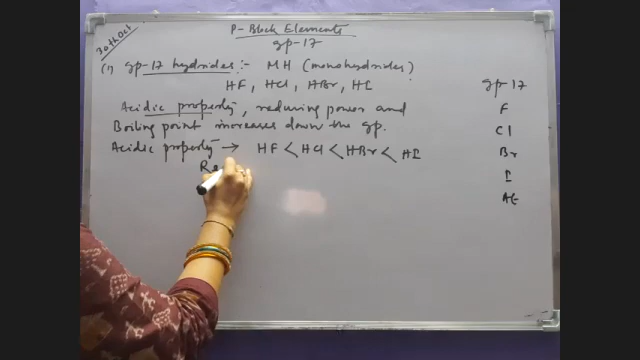 30th Oct
P-Block Elements
gp-17
(1) gp-17 hydrides:- MH (monohydrides)
HF, HCl, HBr, HI
Acidic property, reducing power and
Boiling point increases down the gp.
Acidic property → HF < HCl < HBr < HI
Re
gp-17
F
Cl
Br
I
At